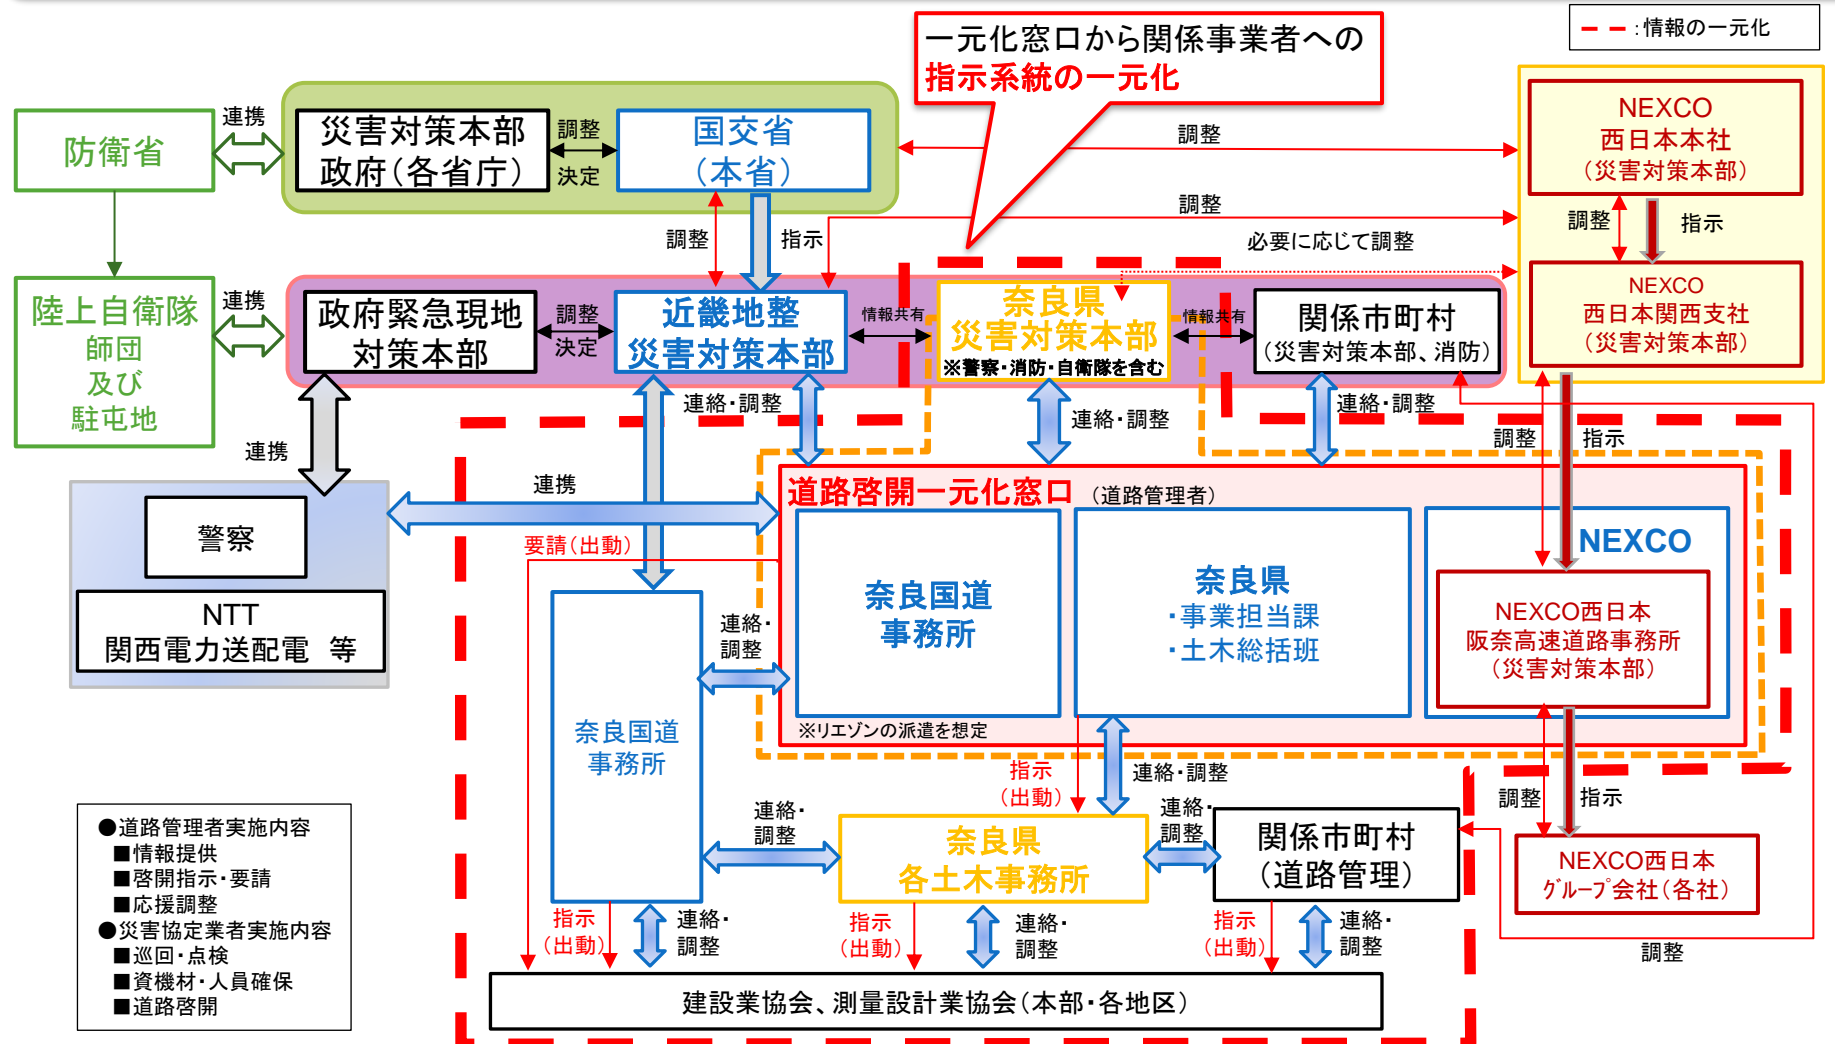 一元化窓口から関係事業者への
指示系統の一元化
:情報の一元化
防衛省
連携
災害対策本部
政府(各省庁)
調整
決定
国交省
(本省)
調整
NEXCO
西日本本社
(災害対策本部)
調整
指示
調整
指示
調整
必要に応じて調整
陸上自衛隊
師団
及び
駐屯地
連携
政府緊急現地
対策本部
調整
決定
近畿地整
災害対策本部
情報共有
奈良県
災害対策本部
※警察・消防・自衛隊を含む
情報共有
関係市町村
(災害対策本部、消防)
NEXCO
西日本関西支社
(災害対策本部)
連携
連絡・調整
連絡・調整
連絡・調整
調整
指示
連携
警察
NTT
関西電力送配電 等
要請(出動)
道路啓開一元化窓口 (道路管理者)
奈良国道
事務所
奈良県
・事業担当課
・土木総括班
NEXCO
NEXCO西日本
阪奈高速道路事務所
(災害対策本部)
※リエゾンの派遣を想定
連絡・
調整
奈良国道
事務所
指示
(出動)
連絡・調整
調整
指示
連絡・
調整
奈良県
各土木事務所
連絡・
調整
関係市町村
(道路管理)
NEXCO西日本
グループ会社(各社)
調整
指示
(出動)
連絡・
調整
指示
(出動)
連絡・
調整
指示
(出動)
連絡・
調整
建設業協会、測量設計業協会(本部・各地区)
●道路管理者実施内容
■情報提供
■啓開指示・要請
■応援調整
●災害協定業者実施内容
■巡回・点検
■資機材・人員確保
■道路啓開